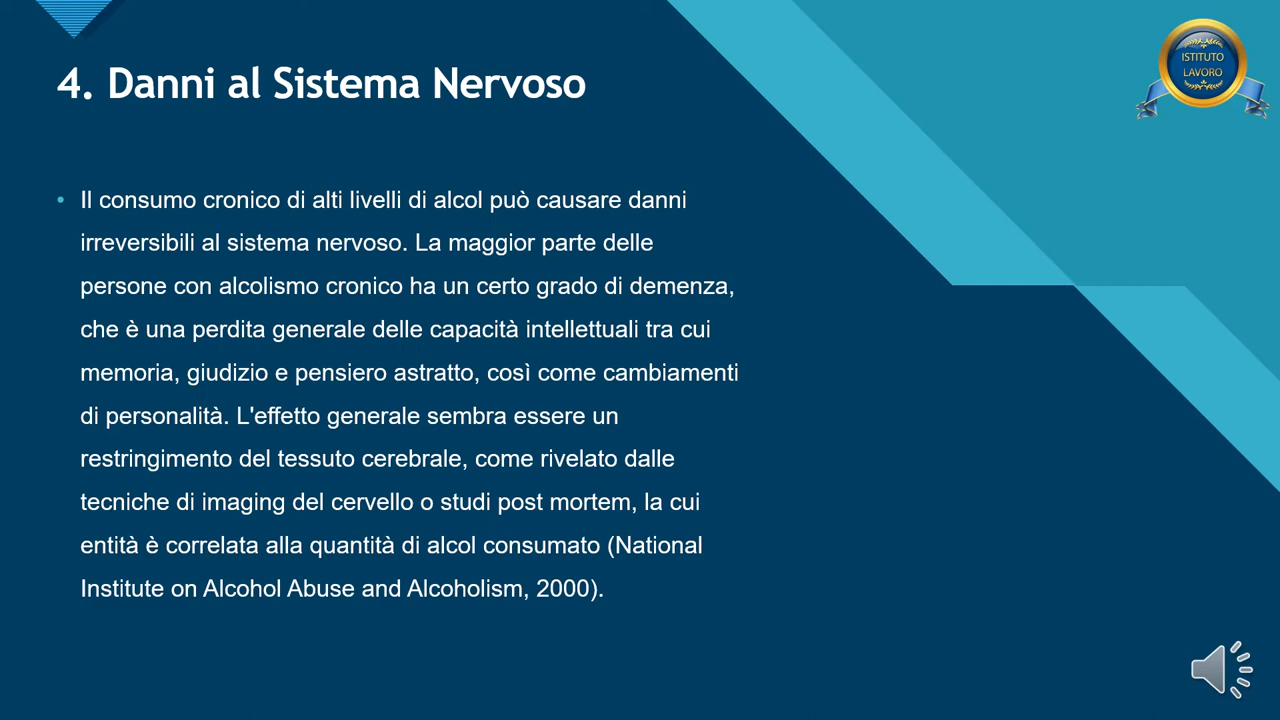 4. Danni al Sistema Nervoso
ISTITUTO
LAVORO
• Il consumo cronico di alti livelli di alcol può causare danni
irreversibili al sistema nervoso. La maggior parte delle
persone con alcolismo cronico ha un certo grado di demenza,
che è una perdita generale delle capacità intellettuali tra cui
memoria, giudizio e pensiero astratto, così come cambiamenti
di personalità. L'effetto generale sembra essere un
restringimento del tessuto cerebrale, come rivelato dalle
tecniche di imaging del cervello o studi post mortem, la cui
entità è correlata alla quantità di alcol consumato (National
Institute on Alcohol Abuse and Alcoholism, 2000).